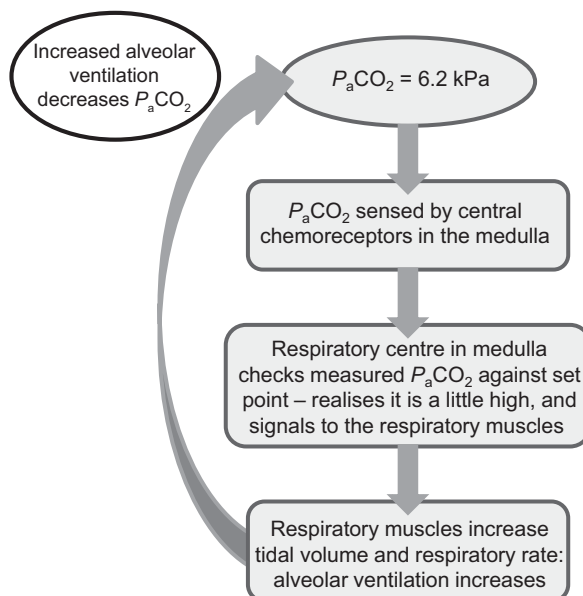 Increased alveolar
ventilation
decreases PaCO2
PaCO2 = 6.2 kPa
PaCO2 sensed by central
chemoreceptors in the medulla
Respiratory centre in medulla
checks measured PaCO2 against set
point – realises it is a little high, and
signals to the respiratory muscles
Respiratory muscles increase
tidal volume and respiratory rate:
alveolar ventilation increases